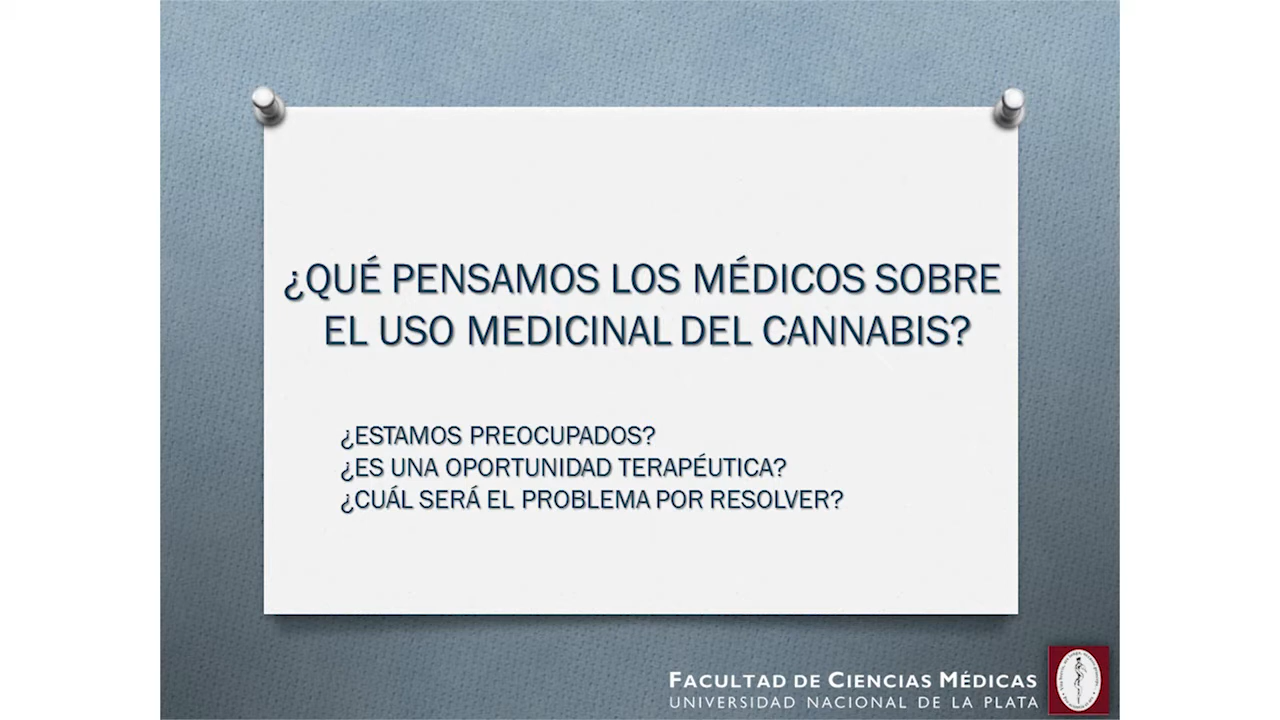 ¿QUÉ PENSAMOS LOS MÉDICOS SOBRE
EL USO MEDICINAL DEL CANNABIS?
¿ESTAMOS PREOCUPADOS?
¿ES UNA OPORTUNIDAD TERAPÉUTICA?
¿CUÁL SERÁ EL PROBLEMA POR RESOLVER?
FACULTAD DE CIENCIAS MÉDICAS
UNIVERSIDAD NACIONAL DE LA PLATA